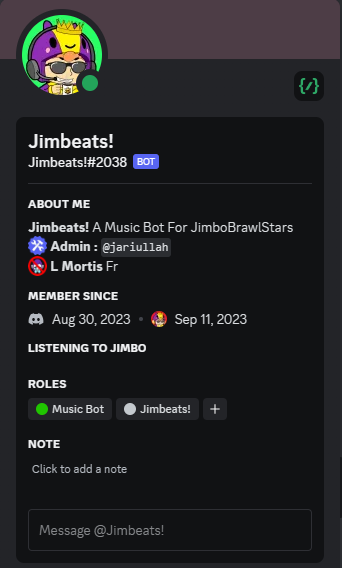 {/}
Jimbeats!
Jimbeats!#2038 BOT
ABOUT ME
Jimbeats! A Music Bot For JimboBrawlStars
Admin : @jariullah
L Mortis Fr
MEMBER SINCE
Aug 30, 2023 • Sep 11, 2023
LISTENING TO JIMBO
ROLES
Music Bot Jimbeats! +
NOTE
Click to add a note
Message @Jimbeats!